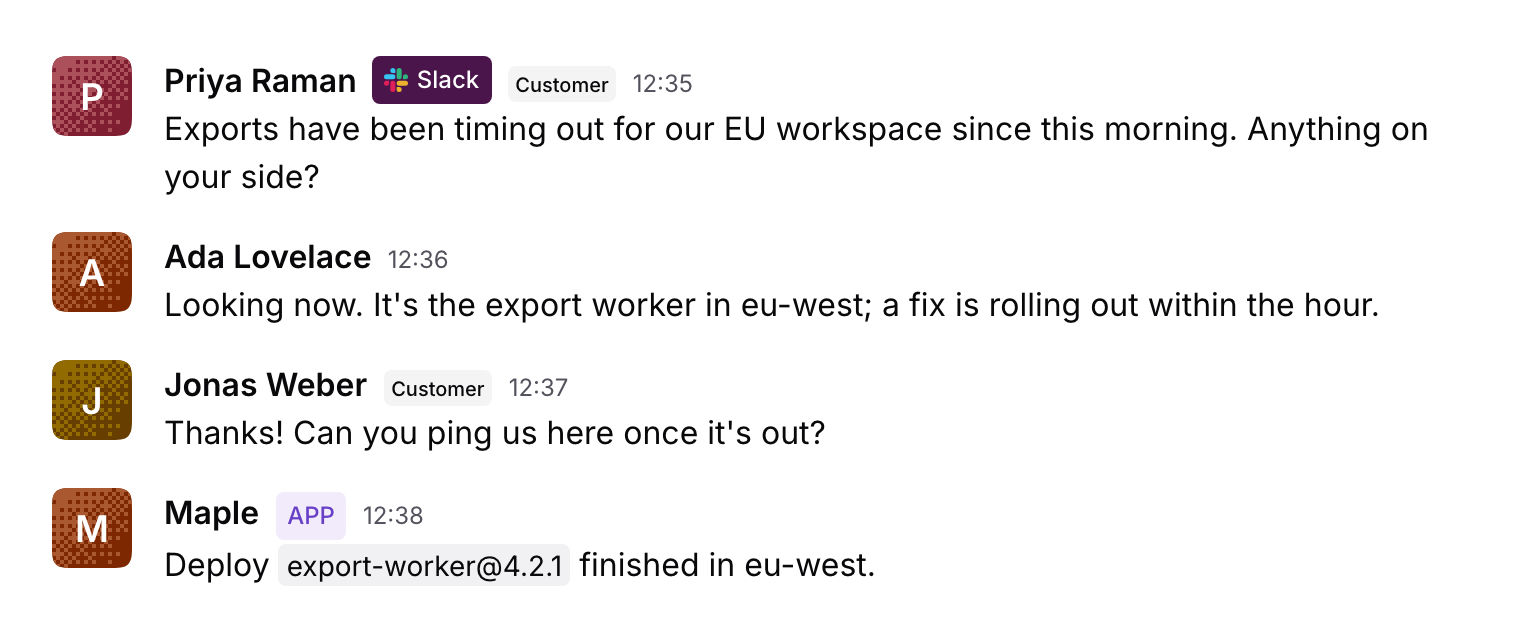 P
Priya Raman Slack Customer 12:35
Exports have been timing out for our EU workspace since this morning. Anything on
your side?
A
Ada Lovelace 12:36
Looking now. It's the export worker in eu-west; a fix is rolling out within the hour.
J
Jonas Weber Customer 12:37
Thanks! Can you ping us here once it's out?
M
Maple APP 12:38
Deploy export-worker@4.2.1 finished in eu-west.